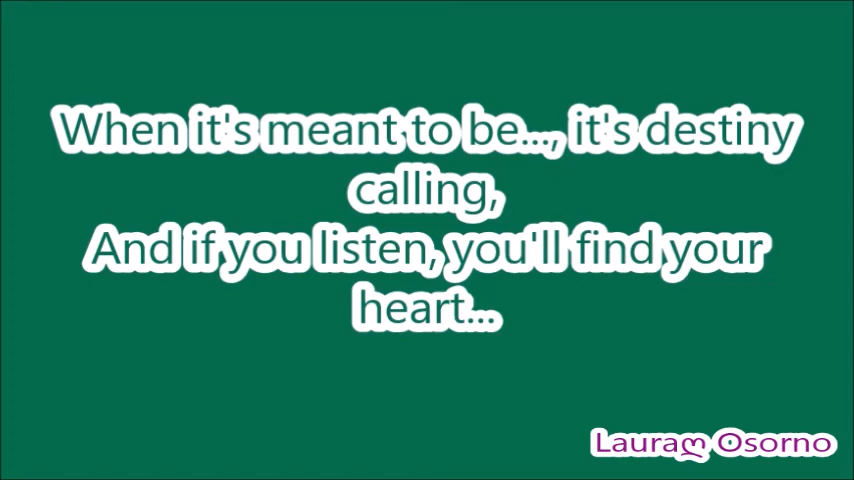 When it's meant to be..., it's destiny
calling,
And if you listen, you'll find your
heart...
Lauraღ Osorno